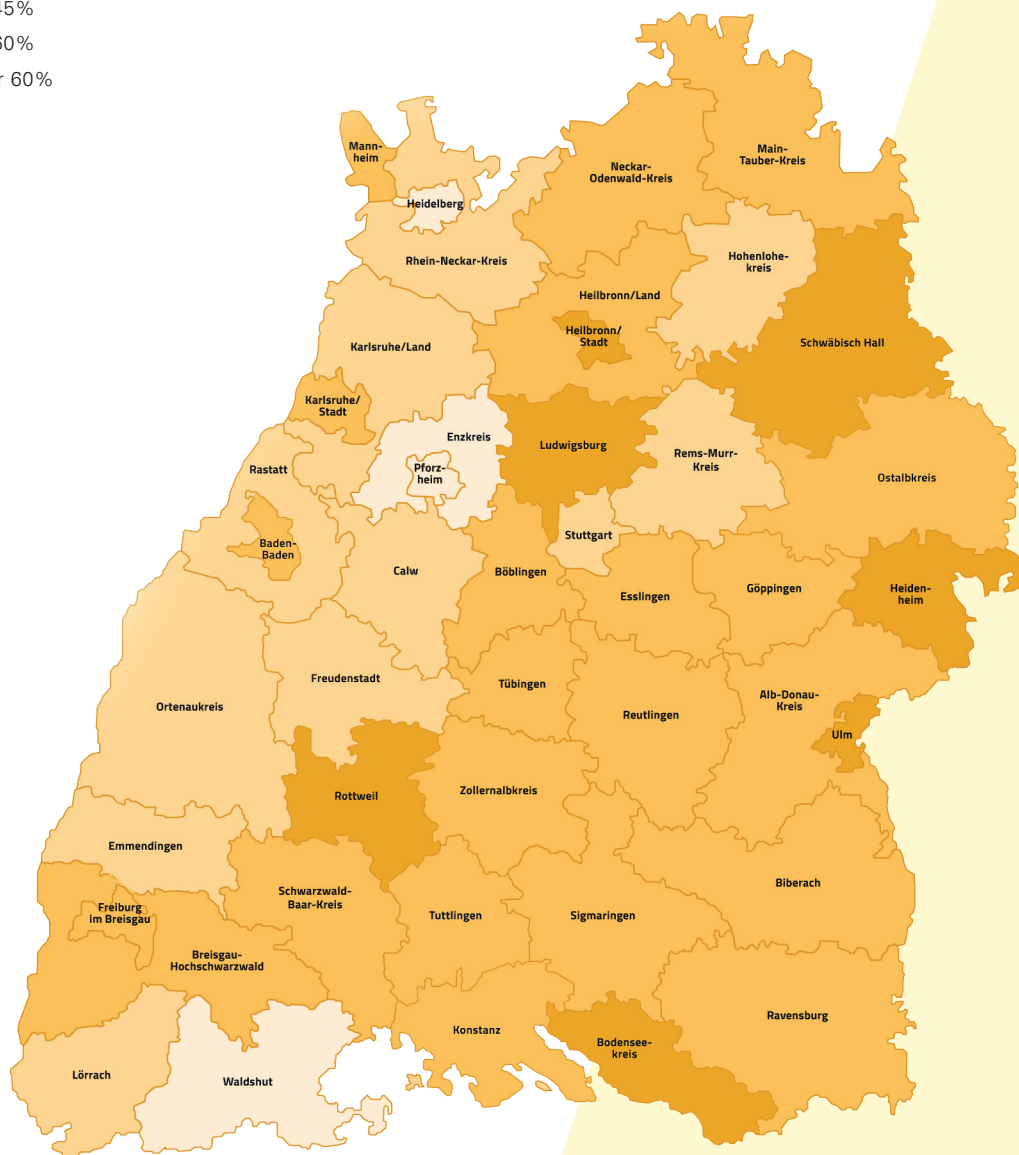 45%
60%
r 60%
Mann-
heim
Heidelberg
Rhein-Neckar-Kreis
Neckar-
Odenwald-Kreis
Main-
Tauber-Kreis
Hohenlohe-
kreis
Heilbronn/Land
Heilbronn/
Stadt
Schwäbisch Hall
Karlsruhe/Land
Karlsruhe/
Stadt
Enzkreis
Pforz-
heim
Ludwigsburg
Rems-Murr-
Kreis
Ostalbkreis
Rastatt
Baden-
Baden
Calw
Böblingen
Stuttgart
Esslingen
Göppingen
Heiden-
heim
Ortenaukreis
Freudenstadt
Tübingen
Reutlingen
Alb-Donau-
Kreis
Ulm
Rottweil
Zollernalbkreis
Emmendingen
Schwarzwald-
Baar-Kreis
Tuttlingen
Sigmaringen
Biberach
Freiburg
im Breisgau
Breisgau-
Hochschwarzwald
Konstanz
Bodensee-
kreis
Ravensburg
Lörrach
Waldshut